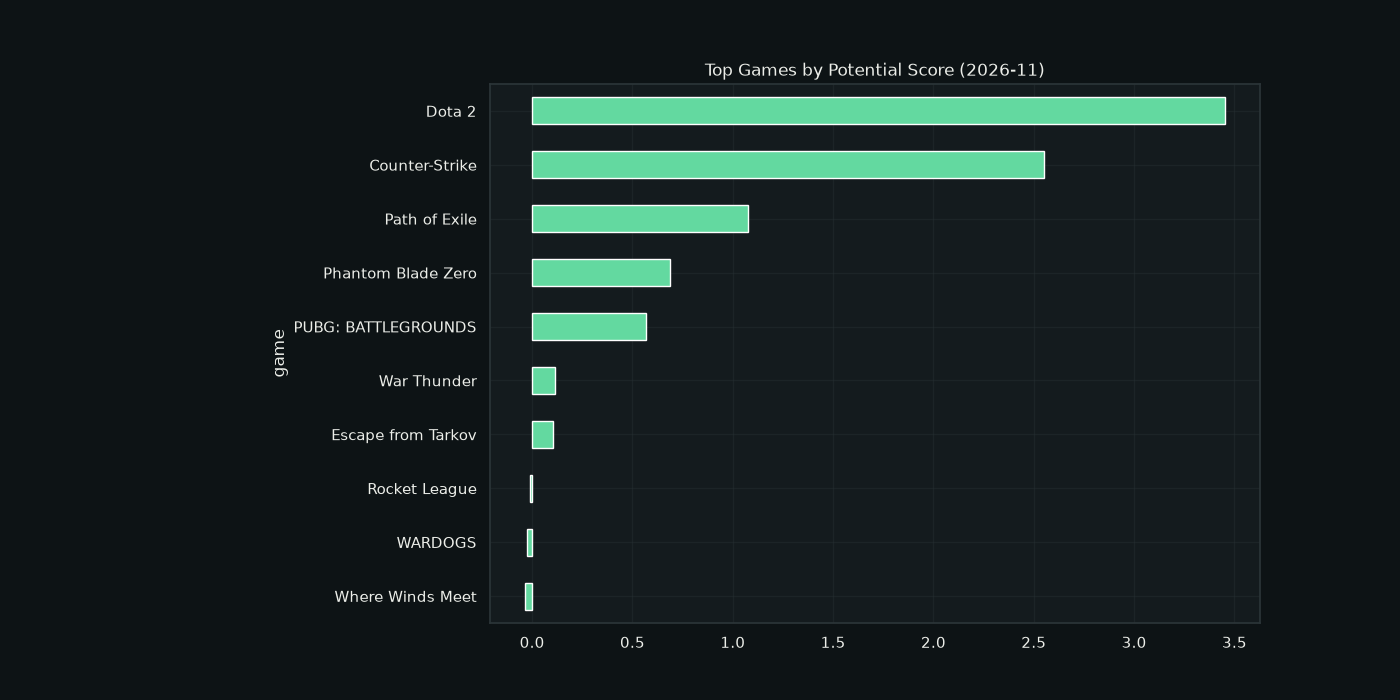 Top Games by Potential Score (2026-11)
Dota 2
Counter-Strike
Path of Exile
Phantom Blade Zero
PUBG: BATTLEGROUNDS
War Thunder
Escape from Tarkov
Rocket League
WARDOGS
Where Winds Meet
game
0.0 0.5 1.0 1.5 2.0 2.5 3.0 3.5